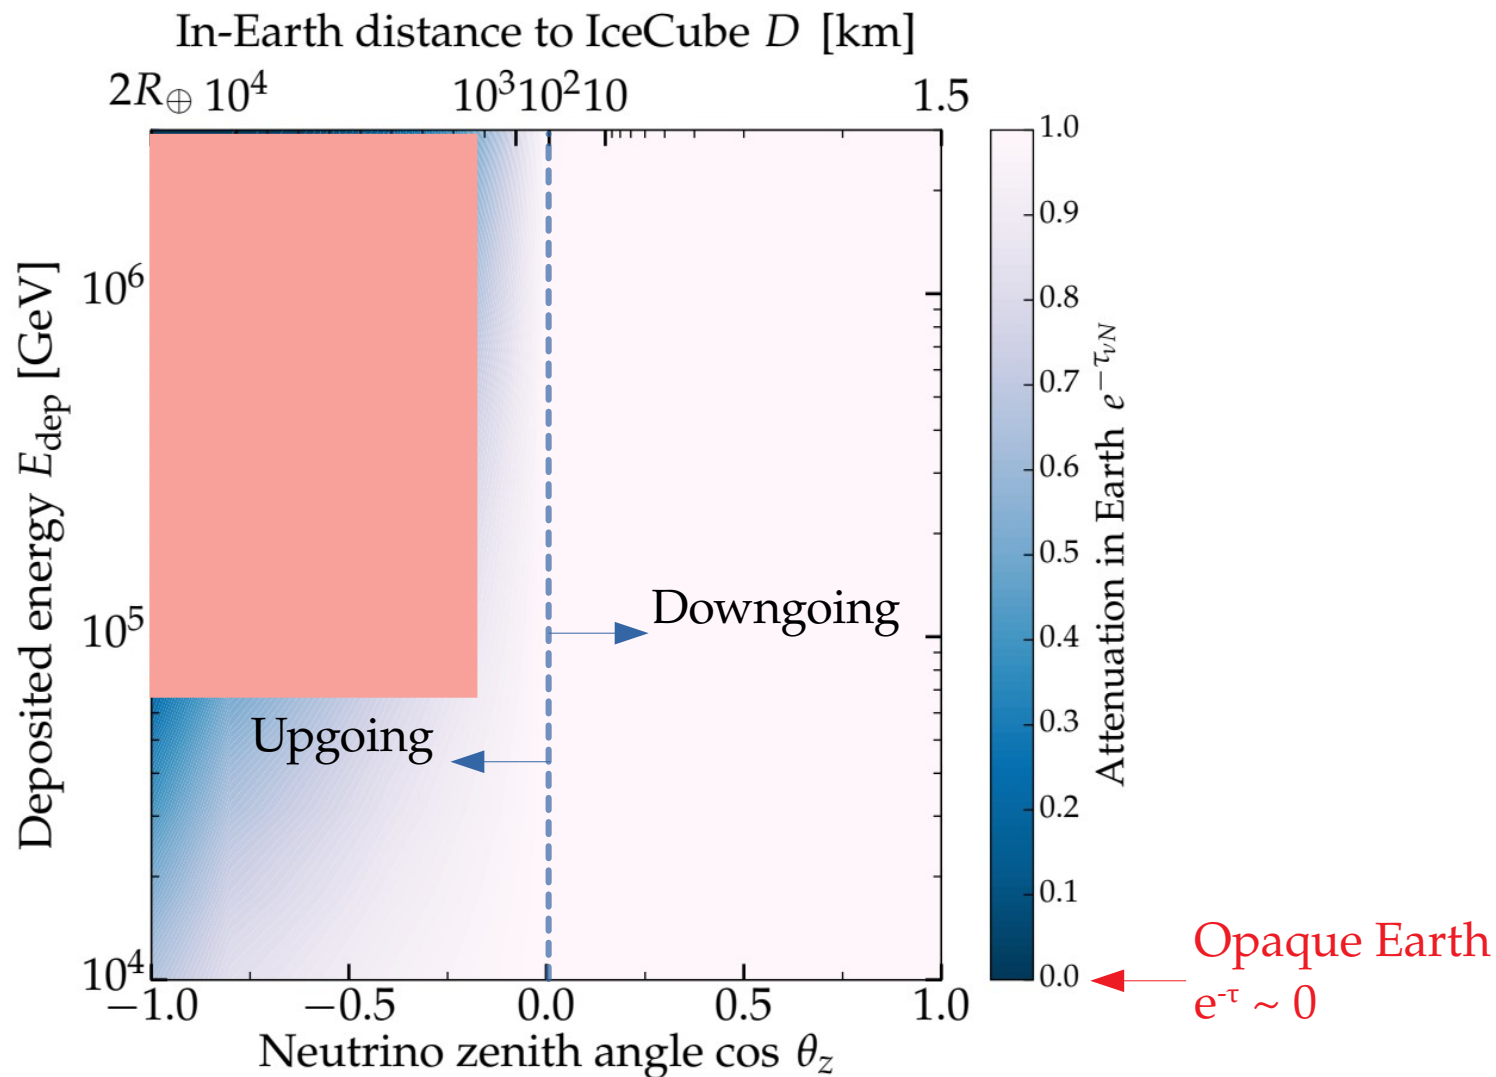 In-Earth distance to IceCube D [km]
2R⊕ 10⁴ 10³10²10 1.5
Deposited energy E_dep [GeV]
10⁶
10⁵
10⁴
Downgoing
Upgoing
−1.0 −0.5 0.0 0.5 1.0
Neutrino zenith angle cos θ_z
1.0
0.9
0.8
0.7
0.6
0.5
0.4
0.3
0.2
0.1
0.0
Attenuation in Earth e^{−τ_{νN}}
Opaque Earth
e^{-τ} ~ 0